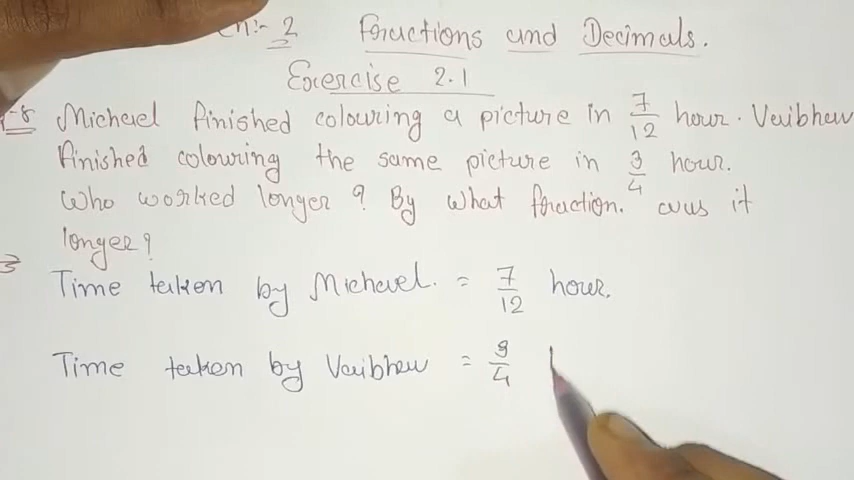 Ch:- 2 Fractions and Decimals.
Exercise 2.1
Michael finished colouring a picture in 7/12 hour. Vaibhav
finished colouring the same picture in 3/4 hour.
Who worked longer? By what fraction. was it
longer?
Time taken by Michael. = 7/12 hour.
Time taken by Vaibhav = 3/4